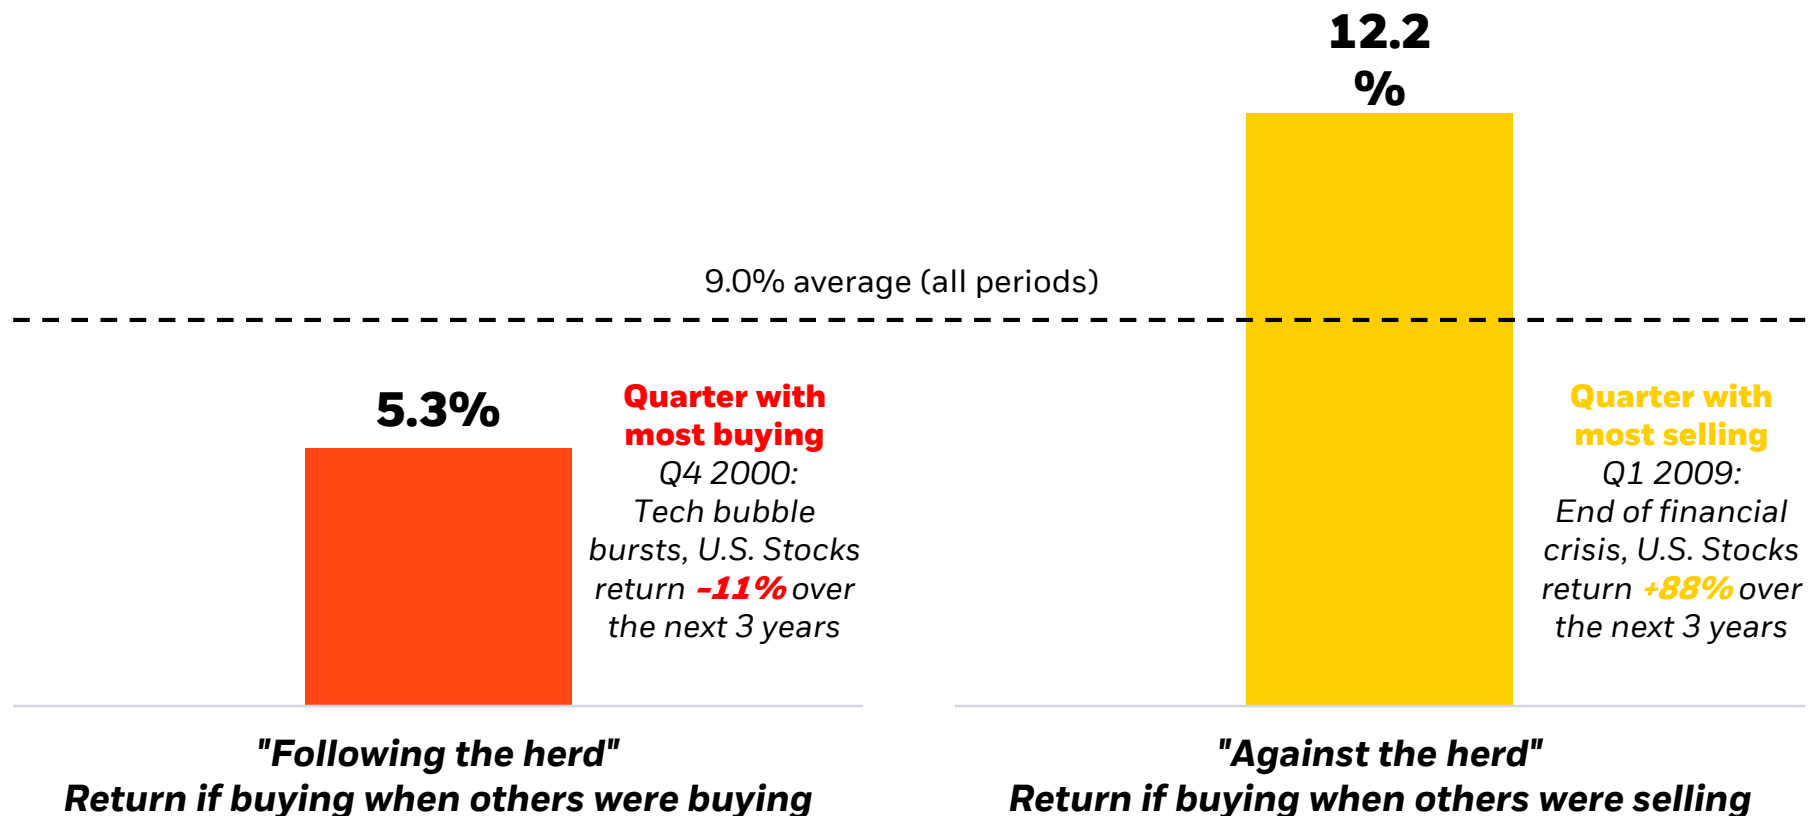 12.2
%
9.0% average (all periods)
5.3%
Quarter with
most buying
Q4 2000:
Tech bubble
bursts, U.S. Stocks
return -11% over
the next 3 years
Quarter with
most selling
Q1 2009:
End of financial
crisis, U.S. Stocks
return +88% over
the next 3 years
"Following the herd"
Return if buying when others were buying
"Against the herd"
Return if buying when others were selling